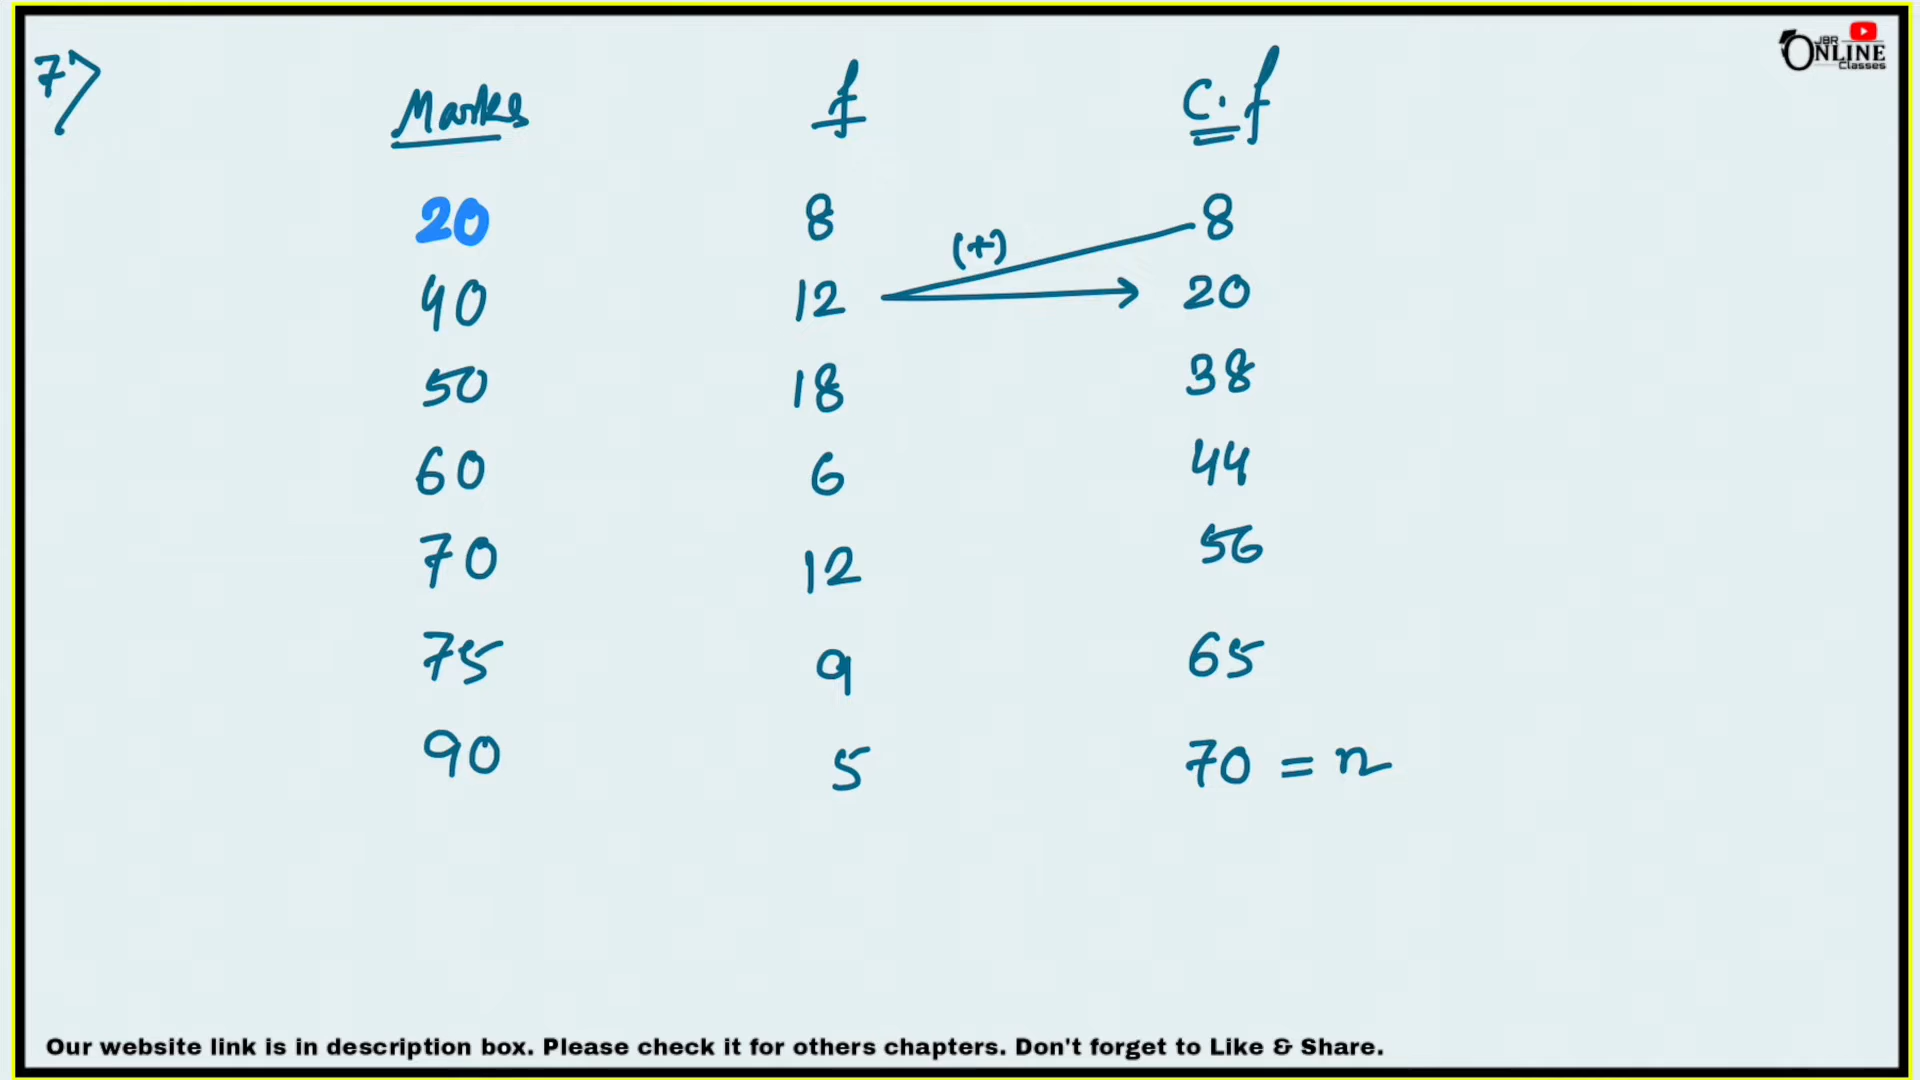 7>
JBR
ONLINE
Classes
Marks f C.f
20 8 8
(+)
40 12 20
50 18 38
60 6 44
70 12 56
75 9 65
90 5 70 = n
Our website link is in description box. Please check it for others chapters. Don't forget to Like & Share.